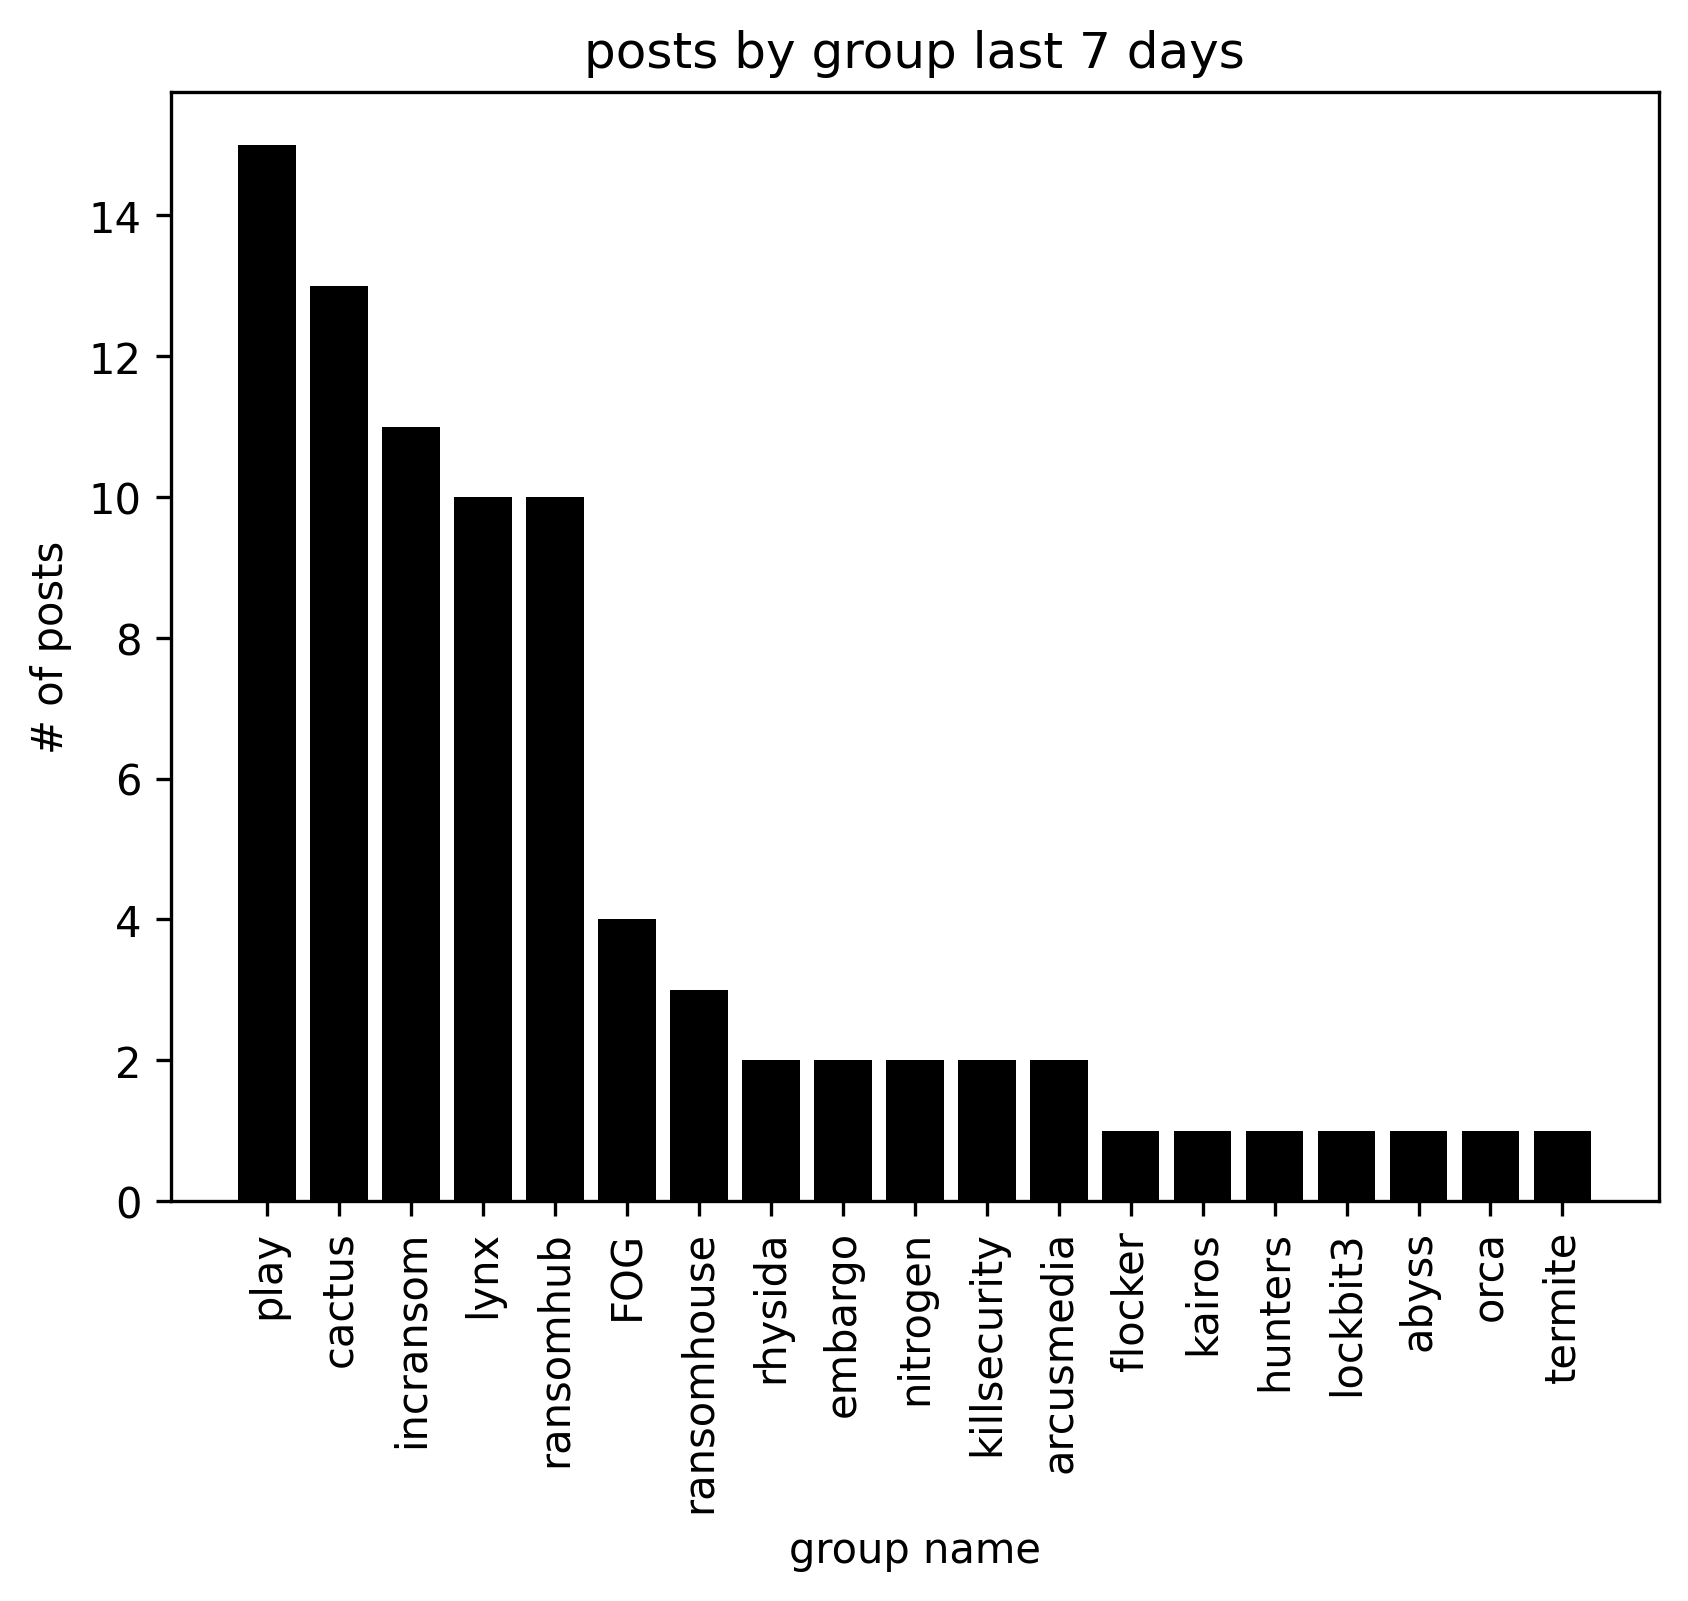 posts by group last 7 days
14
12
10
8
6
4
2
0
# of posts
play
cactus
incransom
lynx
ransomhub
FOG
ransomhouse
rhysida
embargo
nitrogen
killsecurity
arcusmedia
flocker
kairos
hunters
lockbit3
abyss
orca
termite
group name